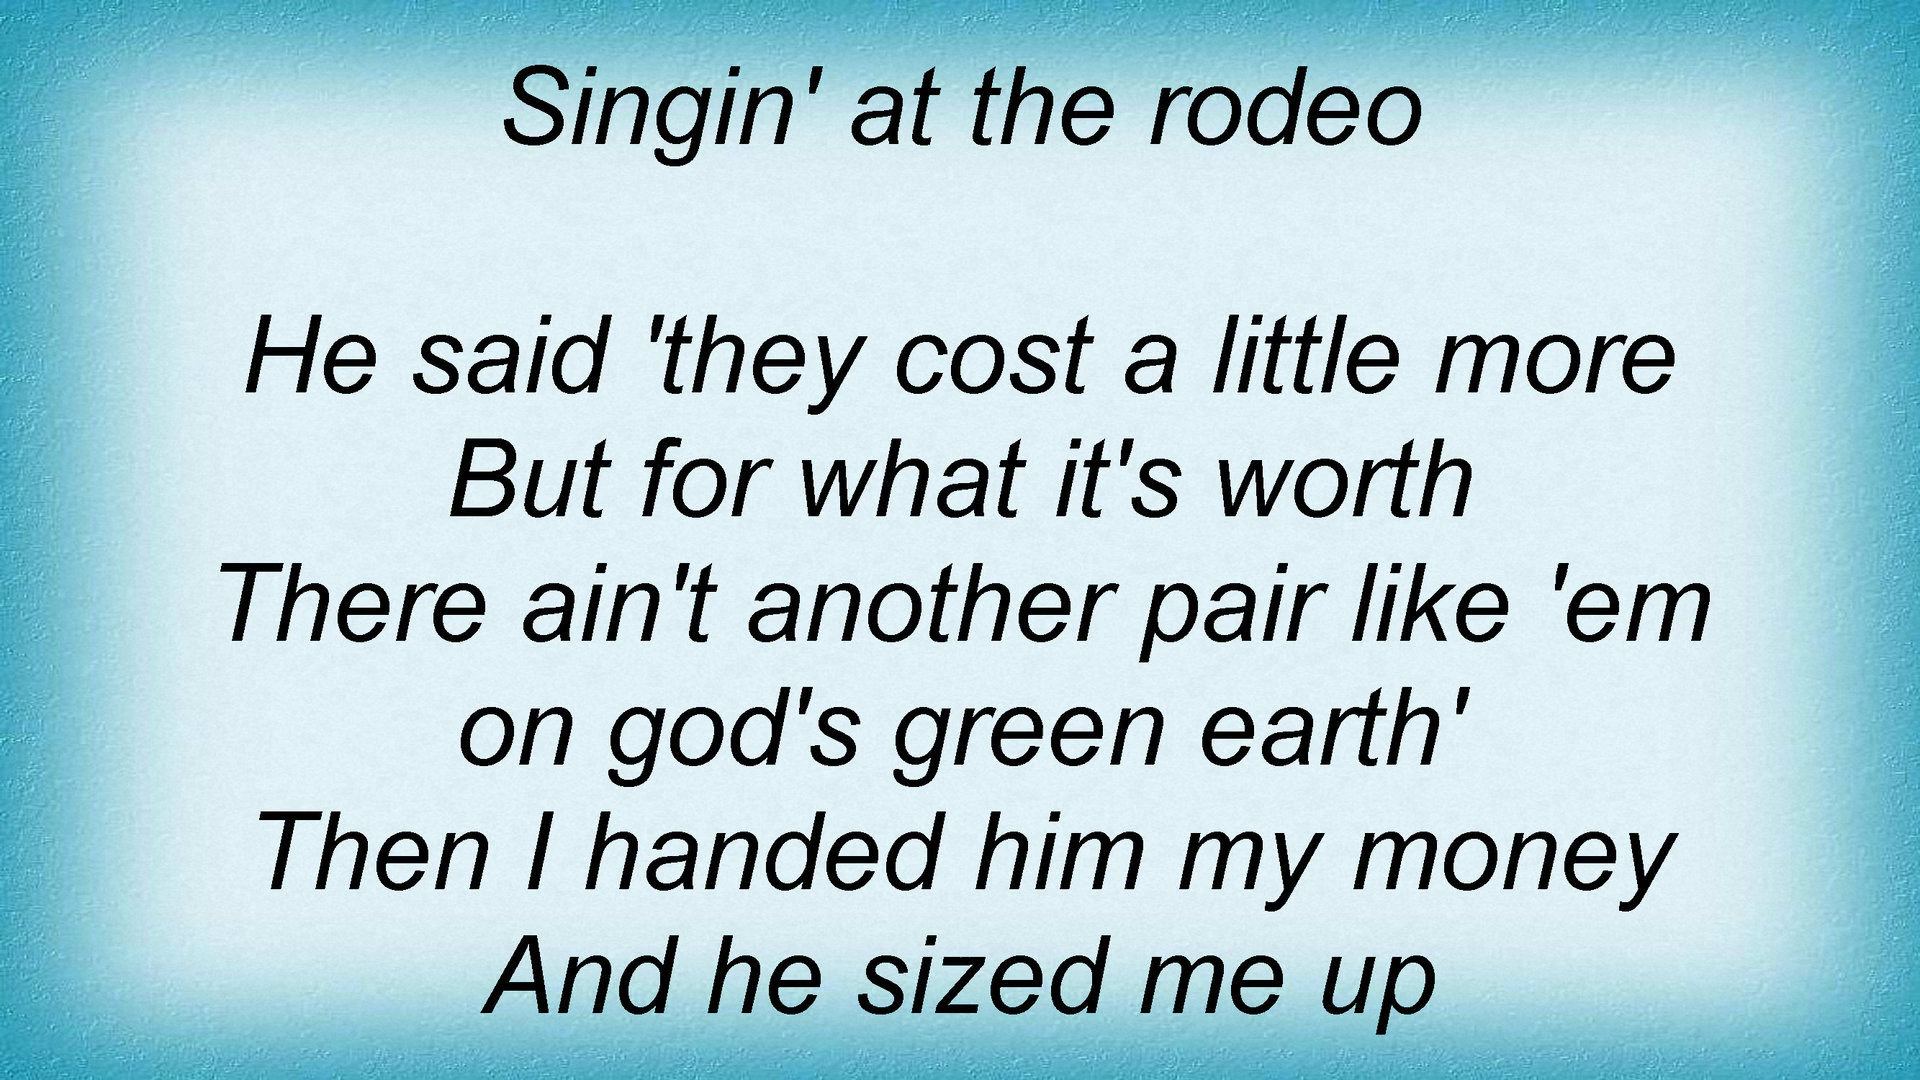 Singin' at the rodeo
He said 'they cost a little more
But for what it's worth
There ain't another pair like 'em
on god's green earth'
Then I handed him my money
And he sized me up